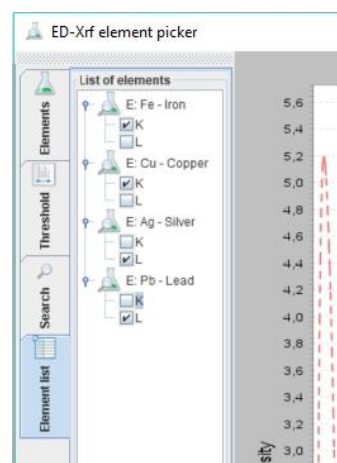 ED-Xrf element picker
Elements
Threshold
Search
Element list
List of elements
E: Fe - Iron
K
L
E: Cu - Copper
K
L
E: Ag - Silver
K
L
E: Pb - Lead
K
L
5,6
5,4
5,2
5,0
4,8
4,6
4,4
4,2
4,0
3,8
3,6
3,4
3,2
3,0